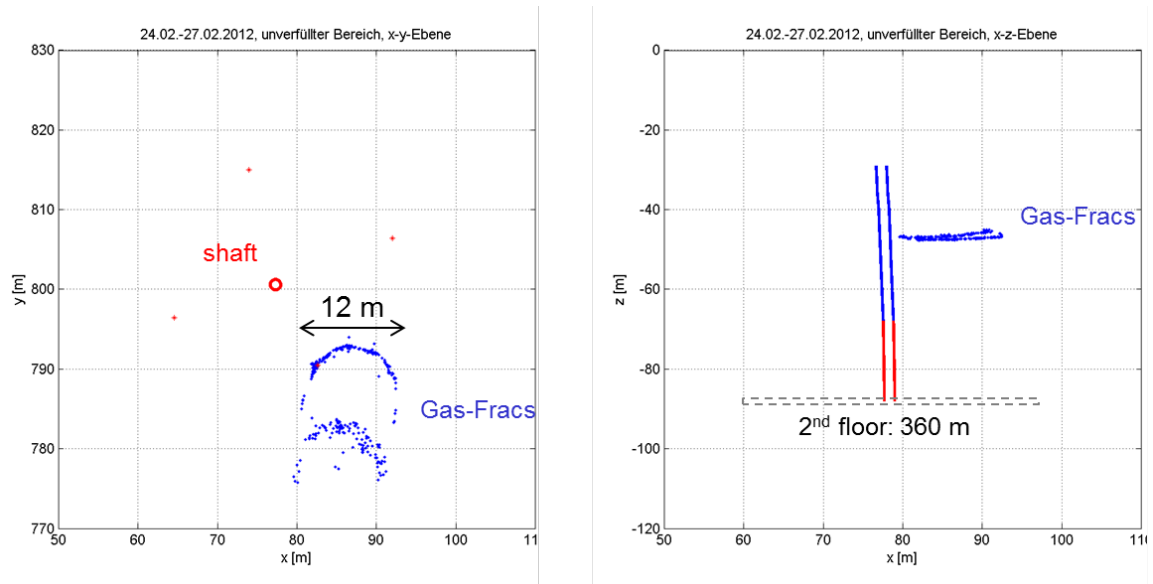 24.02.-27.02.2012, unverfüllter Bereich, x-y-Ebene
830
820
810
800
790
780
770
y [m]
50
60
70
80
90
100
110
x [m]
shaft
12 m
Gas-Fracs
24.02.-27.02.2012, unverfüllter Bereich, x-z-Ebene
0
-20
-40
-60
-80
-100
-120
z [m]
50
60
70
80
90
100
11
x [m]
Gas-Fracs
2nd floor: 360 m